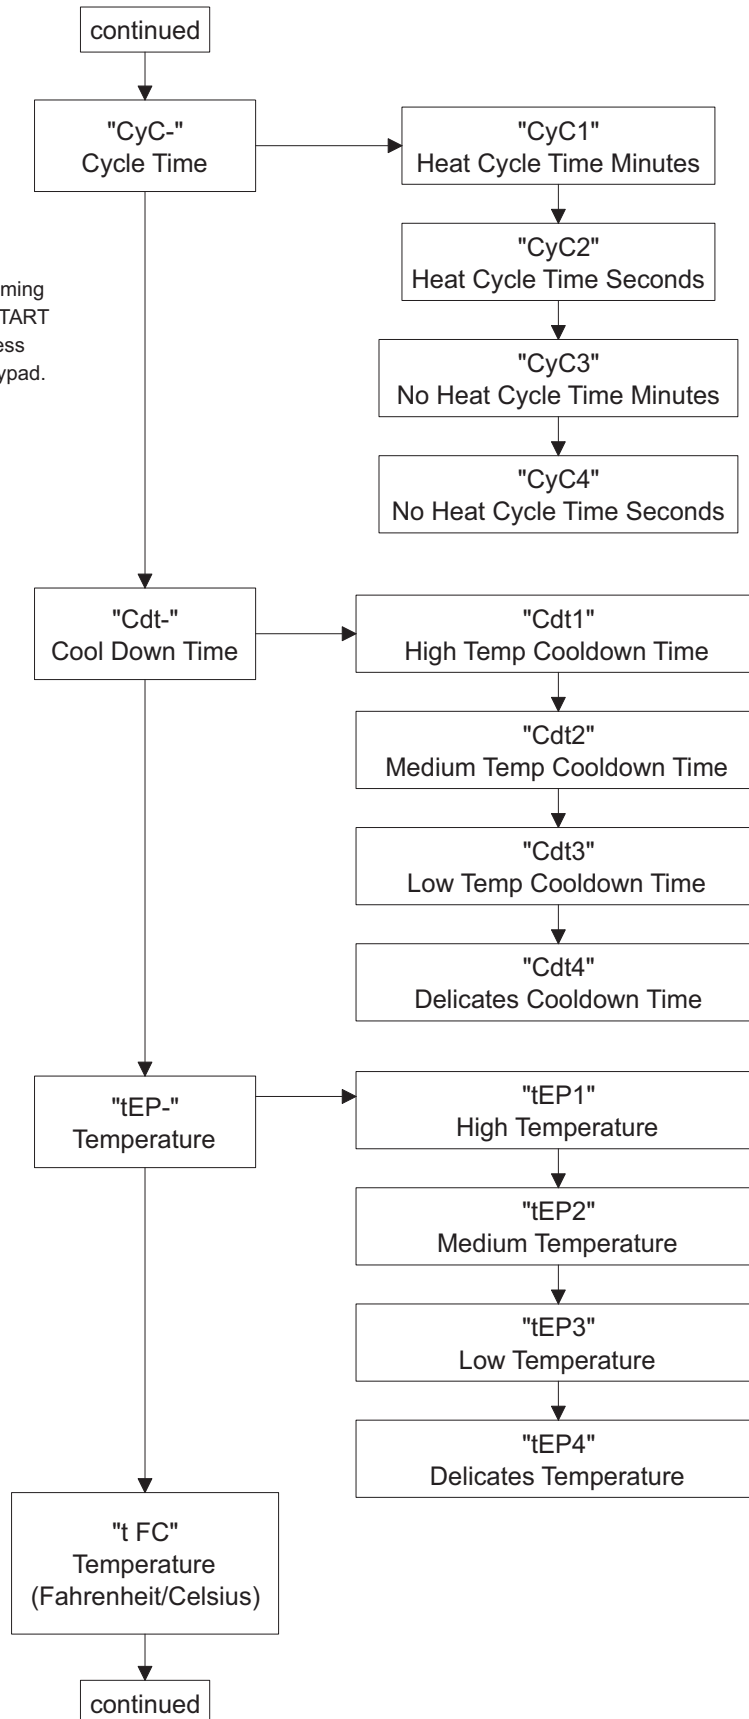 continued
"CyC-"
Cycle Time
"CyC1"
Heat Cycle Time Minutes
"CyC2"
Heat Cycle Time Seconds
"CyC3"
No Heat Cycle Time Minutes
"CyC4"
No Heat Cycle Time Seconds
ypad.
"Cdt-"
Cool Down Time
"Cdt1"
High Temp Cooldown Time
"Cdt2"
Medium Temp Cooldown Time
"Cdt3"
Low Temp Cooldown Time
"Cdt4"
Delicates Cooldown Time
"tEP-"
Temperature
"tEP1"
High Temperature
"tEP2"
Medium Temperature
"tEP3"
Low Temperature
"tEP4"
Delicates Temperature
"t FC"
Temperature
(Fahrenheit/Celsius)
continued